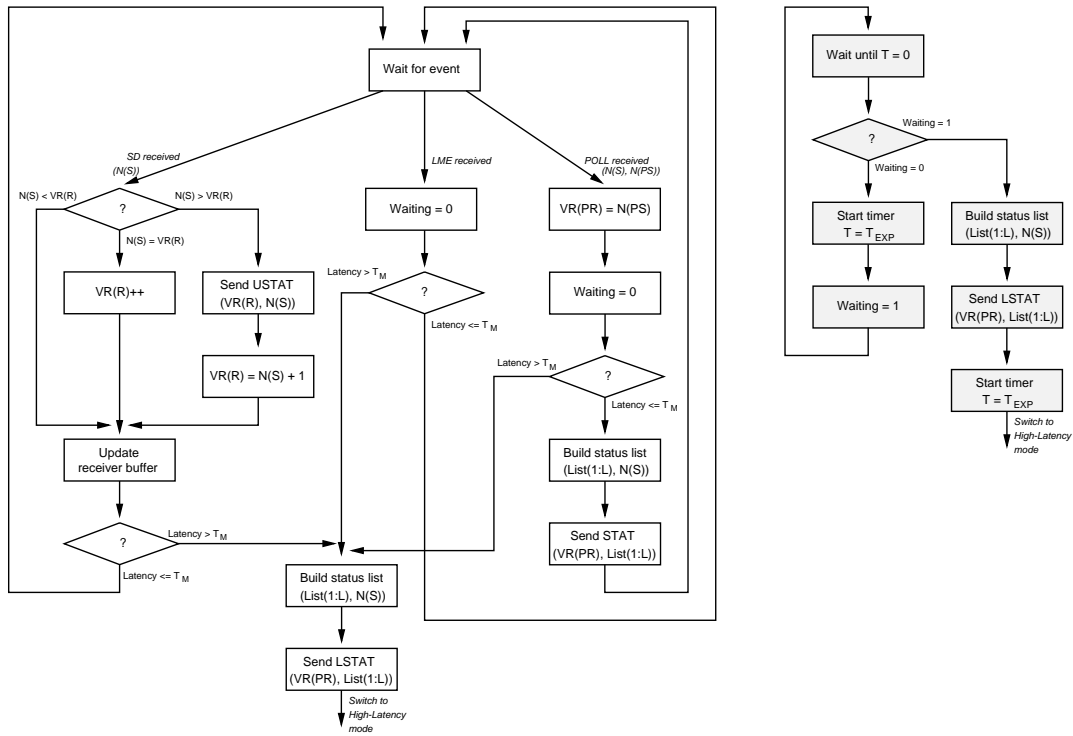 Wait for event
SD received
(N(S))
LME received
POLL received
(N(S), N(PS))
N(S) < VR(R)
?
N(S) > VR(R)
N(S) = VR(R)
Waiting = 0
VR(PR) = N(PS)
VR(R)++
Send USTAT
(VR(R), N(S))
Latency > T M
?
Latency <= T M
Waiting = 0
VR(R) = N(S) + 1
Latency > T M
?
Latency <= T M
Update
receiver buffer
Build status list
(List(1:L), N(S))
?
Latency > T M
Latency <= T M
Send STAT
(VR(PR), List(1:L))
Build status list
(List(1:L), N(S))
Send LSTAT
(VR(PR), List(1:L))
Switch to
High-Latency
mode
Wait until T = 0
?
Waiting = 1
Waiting = 0
Start timer
T = T EXP
Waiting = 1
Build status list
(List(1:L), N(S))
Send LSTAT
(VR(PR), List(1:L))
Start timer
T = T EXP
Switch to
High-Latency
mode